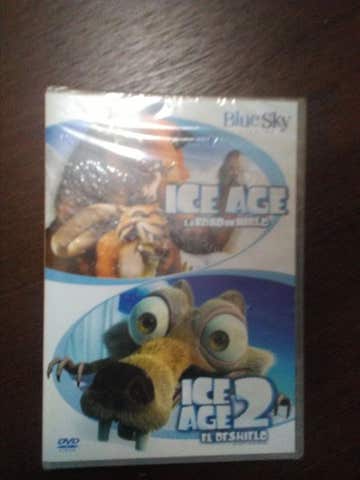 Blue Sky
ICE AGE
LA EDAD DE HIELO
ICE
AGE 2
EL DESHIELO
DVD